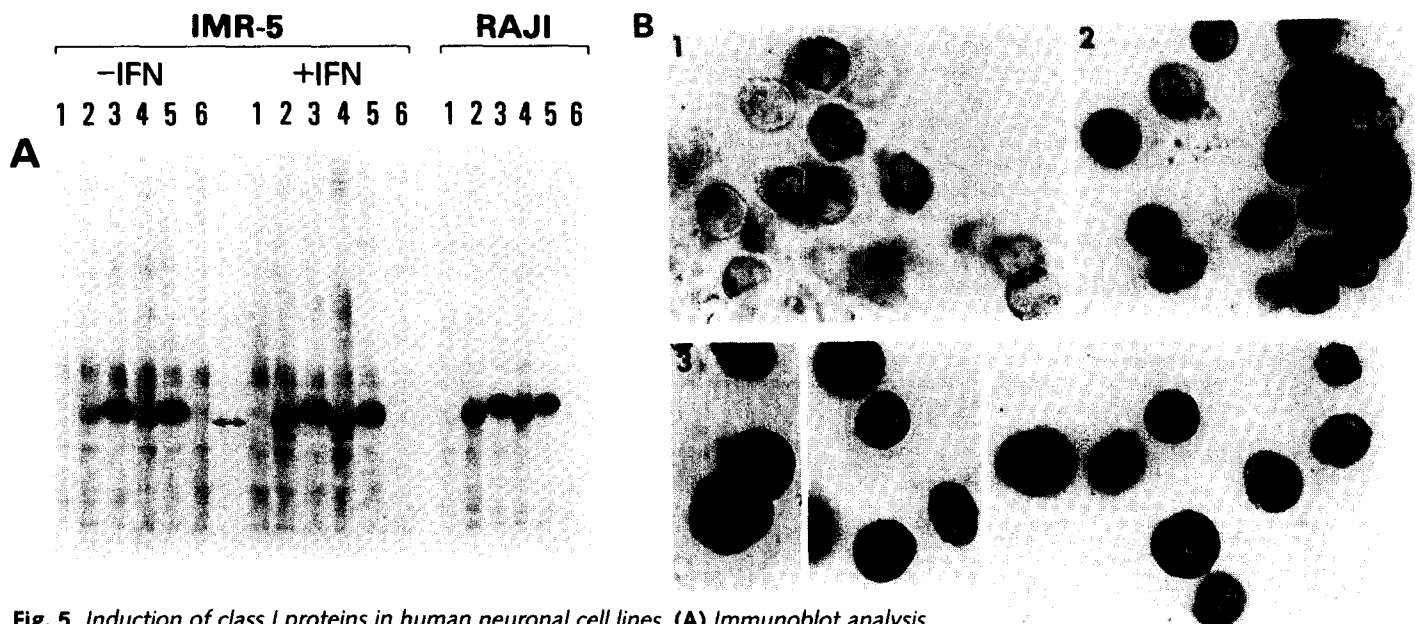 IMR-5 RAJI
−IFN +IFN
1 2 3 4 5 6 1 2 3 4 5 6 1 2 3 4 5 6
A
B
1
2
3
Fig. 5 Induction of class I proteins in human neuronal cell lines. (A) Immunoblot analysis